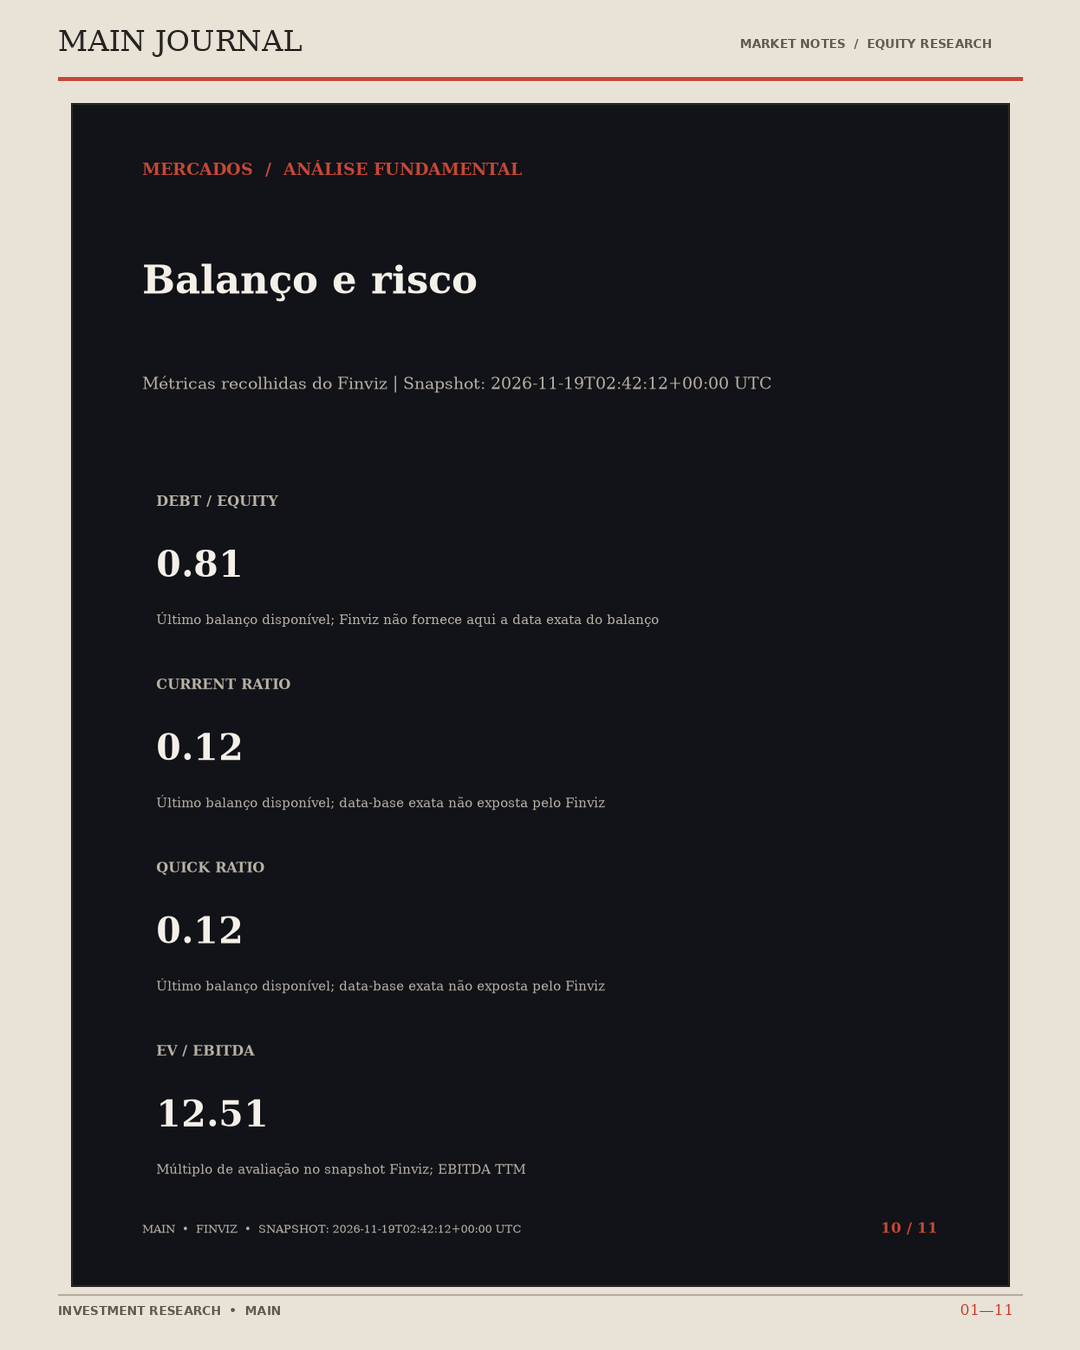 MAIN JOURNAL
MARKET NOTES / EQUITY RESEARCH
MERCADOS / ANÁLISE FUNDAMENTAL
Balanço e risco
Métricas recolhidas do Finviz | Snapshot: 2026-11-19T02:42:12+00:00 UTC
DEBT / EQUITY
0.81
Último balanço disponível; Finviz não fornece aqui a data exata do balanço
CURRENT RATIO
0.12
Último balanço disponível; data-base exata não exposta pelo Finviz
QUICK RATIO
0.12
Último balanço disponível; data-base exata não exposta pelo Finviz
EV / EBITDA
12.51
Múltiplo de avaliação no snapshot Finviz; EBITDA TTM
MAIN • FINVIZ • SNAPSHOT: 2026-11-19T02:42:12+00:00 UTC
10 / 11
INVESTMENT RESEARCH • MAIN
01—11